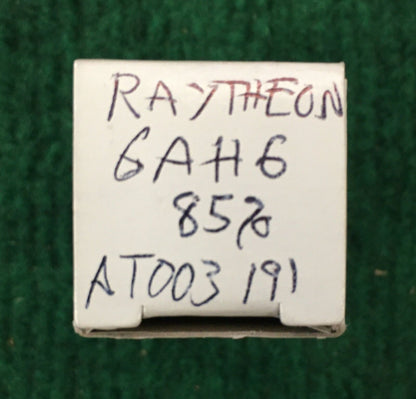 RAYTHEON
6AH6
85%
AT003 191